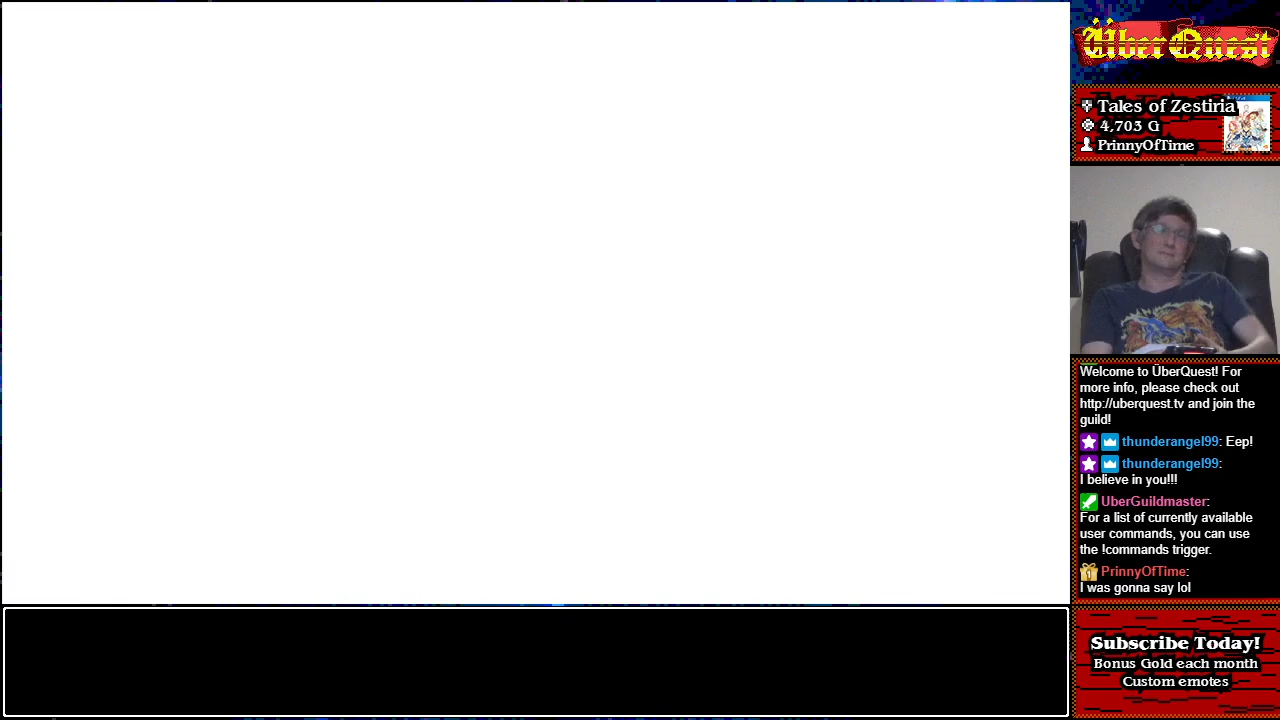 ÜberQuest
Tales of Zestiria
4,703 G
PrinnyOfTime
Welcome to ÜberQuest! For
more info, please check out
http://uberquest.tv and join the
guild!
thunderangel99: Eep!
thunderangel99:
I believe in you!!!
UberGuildmaster:
For a list of currently available
user commands, you can use
the !commands trigger.
PrinnyOfTime:
I was gonna say lol
Subscribe Today!
Bonus Gold each month
Custom emotes